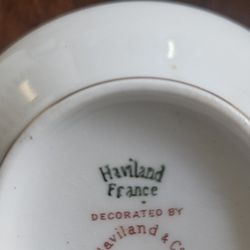 Haviland
France
DECORATED BY
Haviland & Co